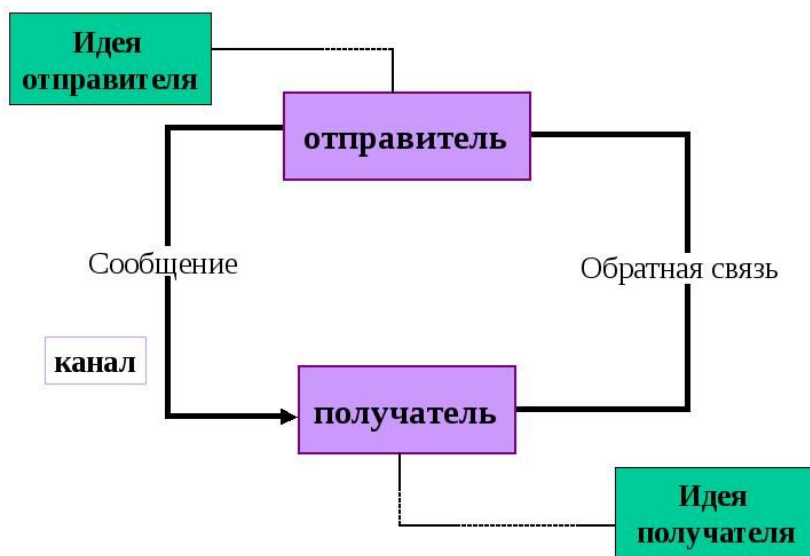 Идея
отправителя
отправитель
Сообщение
Обратная связь
канал
получатель
Идея
получателя